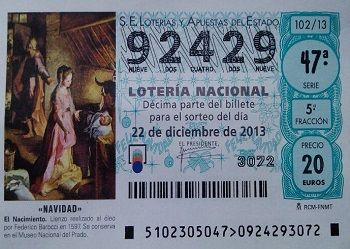 S.E. LOTERÍAS Y APUESTAS DEL ESTADO
102/13
92429
NUEVE DOS CUATRO DOS NUEVE
47ª
SERIE
LOTERÍA NACIONAL
Décima parte del billete
para el sorteo del día
22 de diciembre de 2013
5ª
FRACCIÓN
EL PRESIDENTE,
3072
PRECIO
20
EUROS
RCM-FNMT
«NAVIDAD»
El Nacimiento. Lienzo realizado al óleo
por Federico Barocci en 1597. Se conserva
en el Museo Nacional del Prado.
5102305047>0924293072